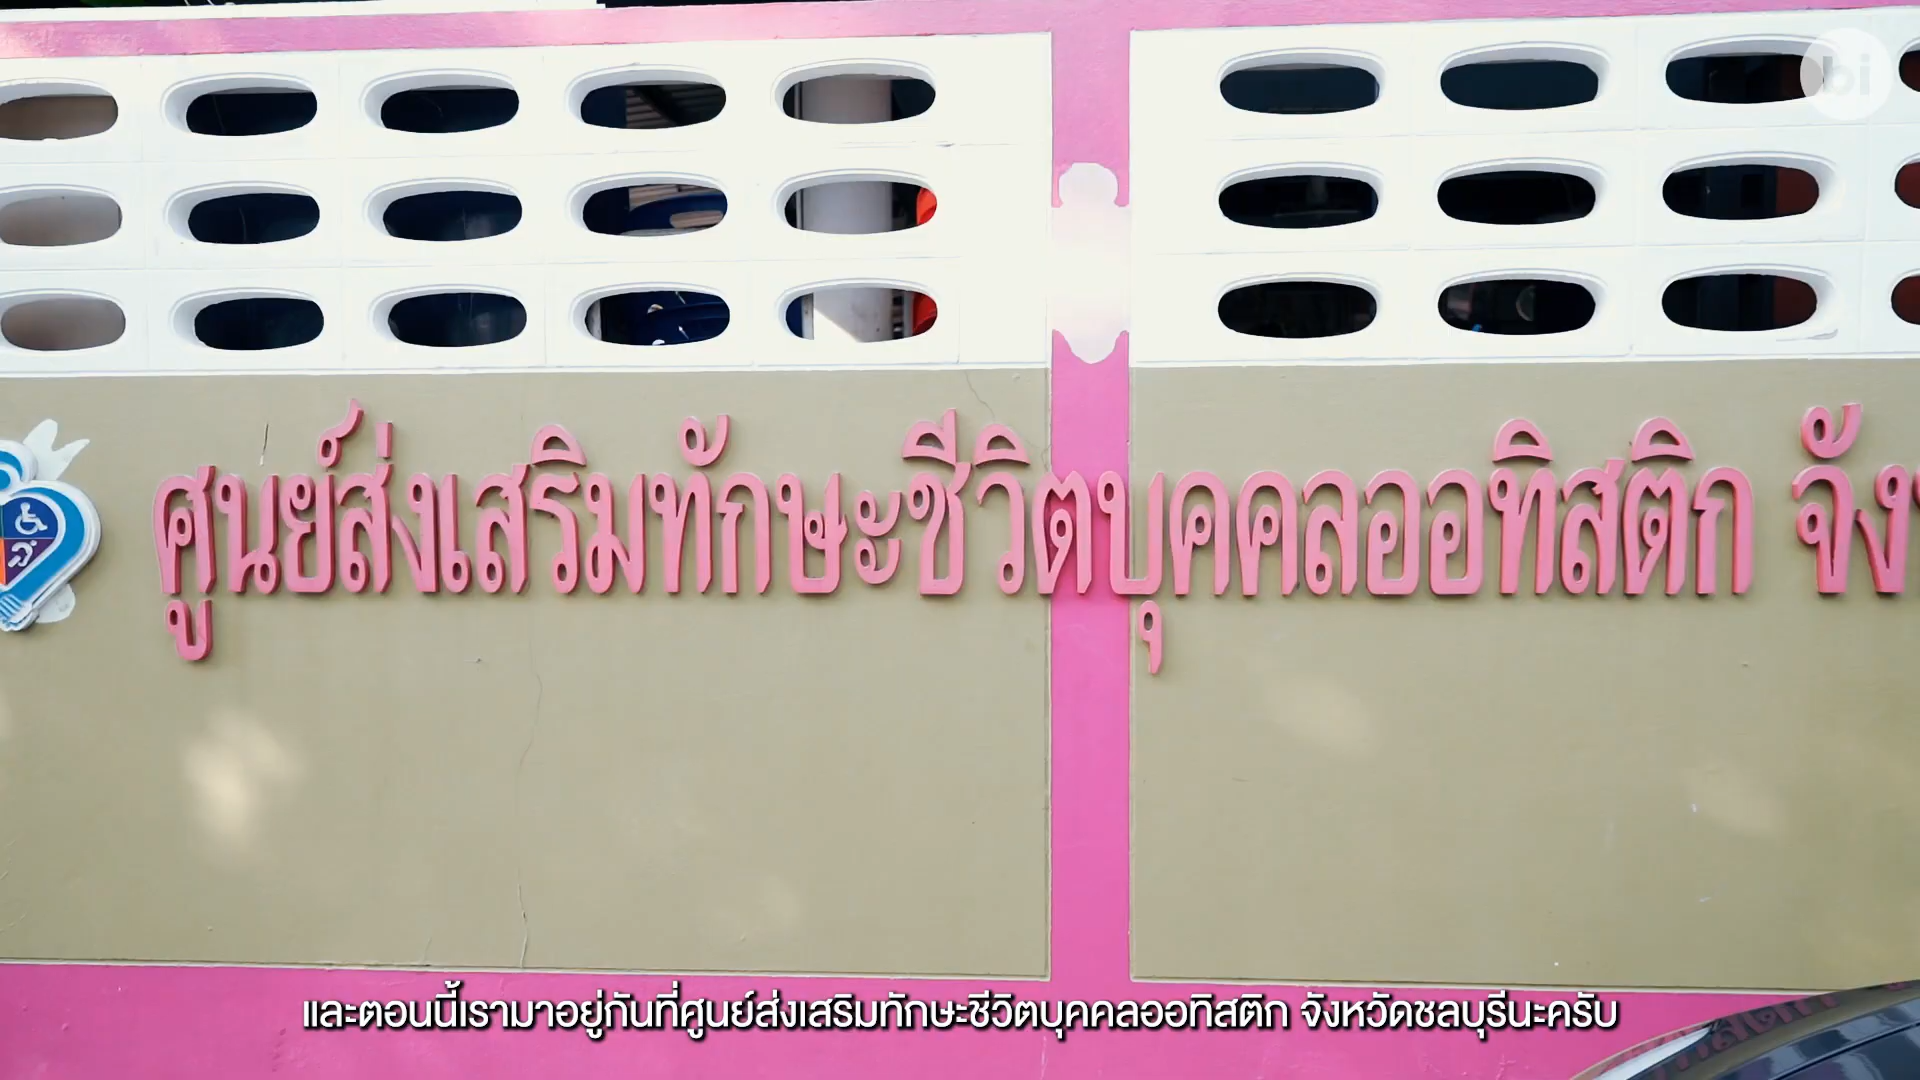 bi
ศูนย์ส่งเสริมทักษะชีวิตบุคคลออทิสติก จัง
และตอนนี้เรามาอยู่กันที่ศูนย์ส่งเสริมทักษะชีวิตบุคคลออทิสติก จังหวัดชลบุรีนะครับ